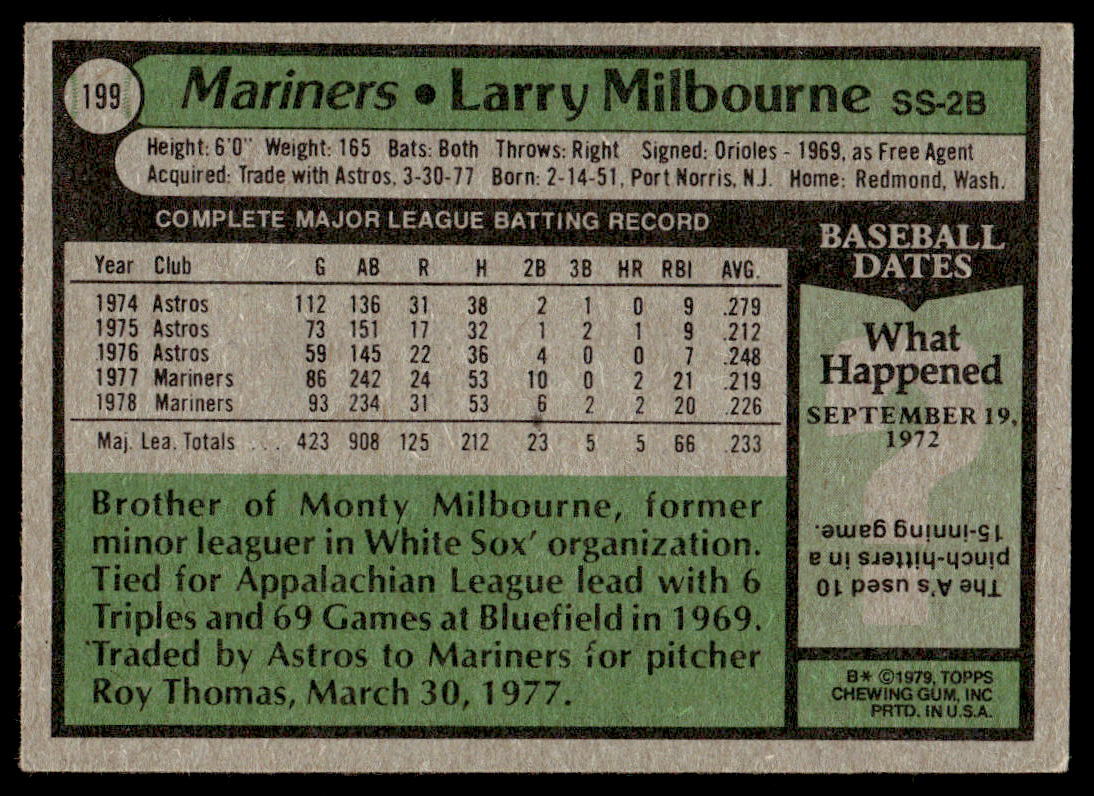 199 Mariners • Larry Milbourne SS-2B
Height: 6'0" Weight: 165 Bats: Both Throws: Right Signed: Orioles - 1969, as Free Agent
Acquired: Trade with Astros, 3-30-77 Born: 2-14-51, Port Norris, N.J. Home: Redmond, Wash.
COMPLETE MAJOR LEAGUE BATTING RECORD
Year Club G AB R H 2B 3B HR RBI AVG.
1974 Astros 112 136 31 38 2 1 0 9 .279
1975 Astros 73 151 17 32 1 2 1 9 .212
1976 Astros 59 145 22 36 4 0 0 7 .248
1977 Mariners 86 242 24 53 10 0 2 21 .219
1978 Mariners 93 234 31 53 6 2 2 20 .226
Maj. Lea. Totals ... 423 908 125 212 23 5 5 66 .233
Brother of Monty Milbourne, former
minor leaguer in White Sox' organization.
Tied for Appalachian League lead with 6
Triples and 69 Games at Bluefield in 1969.
Traded by Astros to Mariners for pitcher
Roy Thomas, March 30, 1977.
BASEBALL
DATES
What
Happened
SEPTEMBER 19,
1972
The A's used 10
pinch-hitters in a
15-inning game.
B* ©1979, TOPPS
CHEWING GUM, INC
PRTD. IN U.S.A.